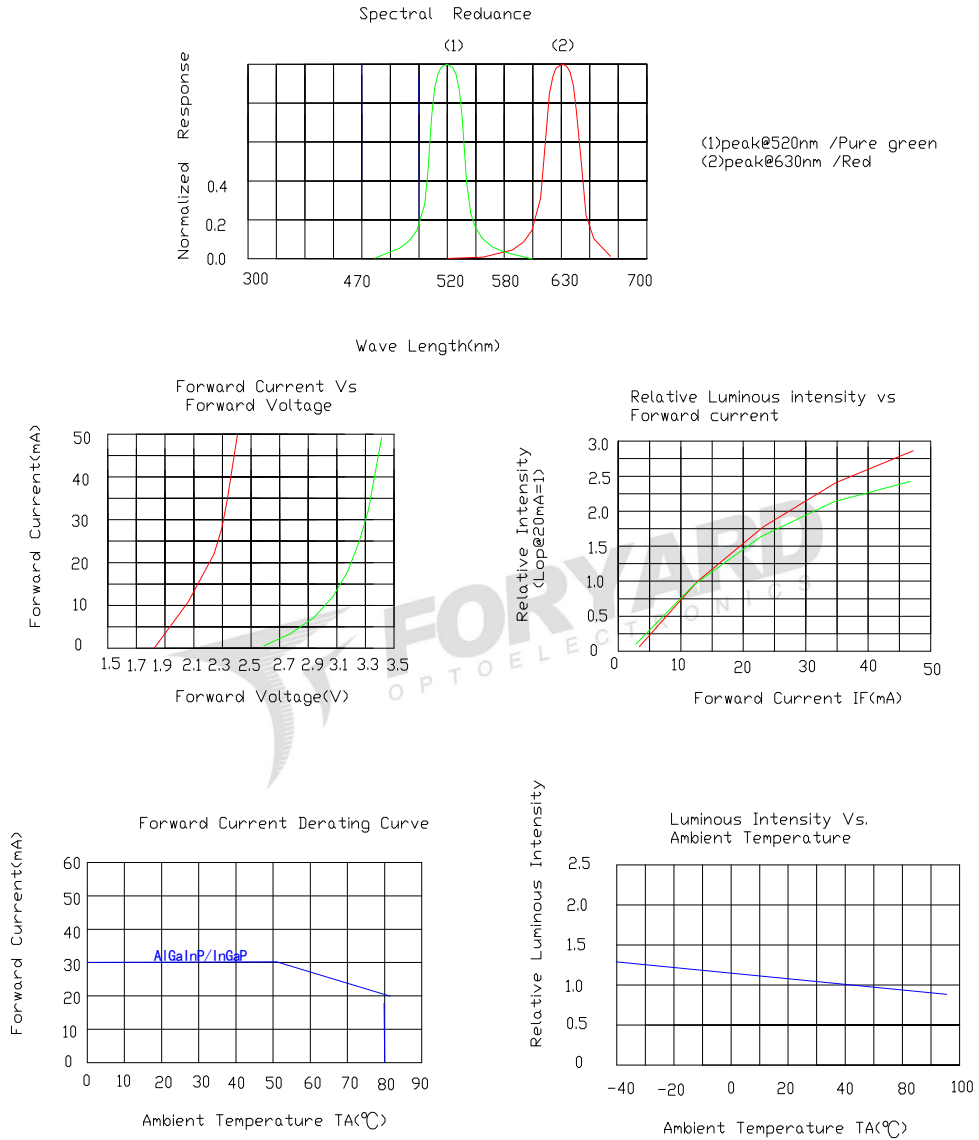 Spectral Reduance
(1)
(2)
Normalized Response
0.4
0.2
0.0
300 470 520 580 630 700
Wave Length(nm)
(1)peak@520nm /Pure green
(2)peak@630nm /Red
Forward Current Vs
Forward Voltage
Forward Current(mA)
50
40
30
20
10
0
1.5 1.7 1.9 2.1 2.3 2.5 2.7 2.9 3.1 3.3 3.5
Forward Voltage(V)
Relative Luminous intensity vs
Forward current
Relative Intensity
(Lop@20mA=1)
3.0
2.5
2.0
1.5
1.0
0.5
0
0 10 20 30 40 50
Forward Current IF(mA)
FORYARD
OPTOELECTRONICS
Forward Current Derating Curve
Forward Current(mA)
60
50
40
30
20
10
0
AlGaInP/InGaP
0 10 20 30 40 50 60 70 80 90
Ambient Temperature TA(℃)
Luminous Intensity Vs.
Ambient Temperature
Relative Luminous Intensity
2.5
2.0
1.5
1.0
0.5
0
-40 -20 0 20 40 60 80 100
Ambient Temperature TA(℃)